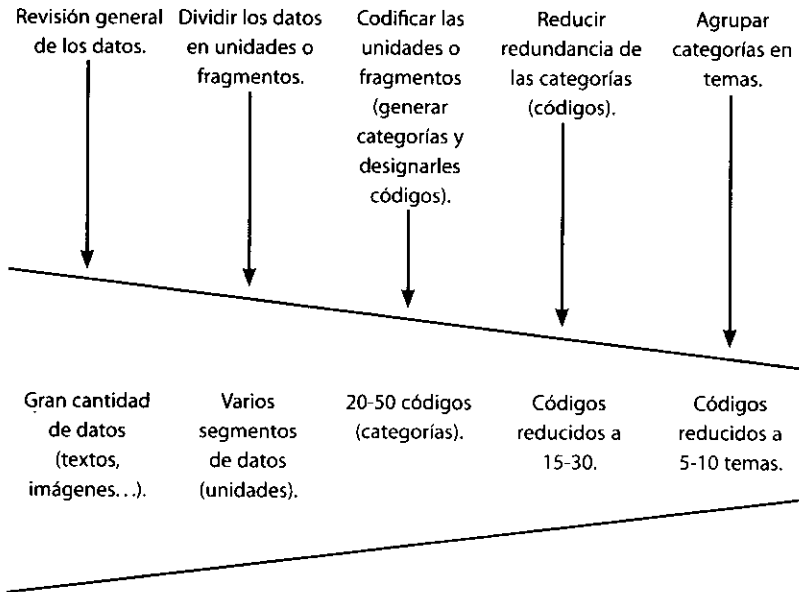 Revisión general
de los datos.
Dividir los datos
en unidades o
fragmentos.
Codificar las
unidades o
fragmentos
(generar
categorías y
designarles
códigos).
Reducir
redundancia de
las categorías
(códigos).
Agrupar
categorías en
temas.
Gran cantidad
de datos
(textos,
imágenes…).
Varios
segmentos
de datos
(unidades).
20-50 códigos
(categorías).
Códigos
reducidos a
15-30.
Códigos
reducidos a
5-10 temas.